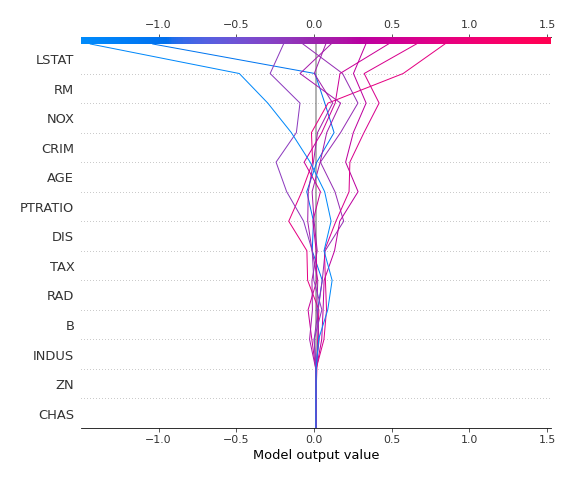 −1.0 −0.5 0.0 0.5 1.0 1.5
LSTAT
RM
NOX
CRIM
AGE
PTRATIO
DIS
TAX
RAD
B
INDUS
ZN
CHAS
−1.0 −0.5 0.0 0.5 1.0 1.5
Model output value